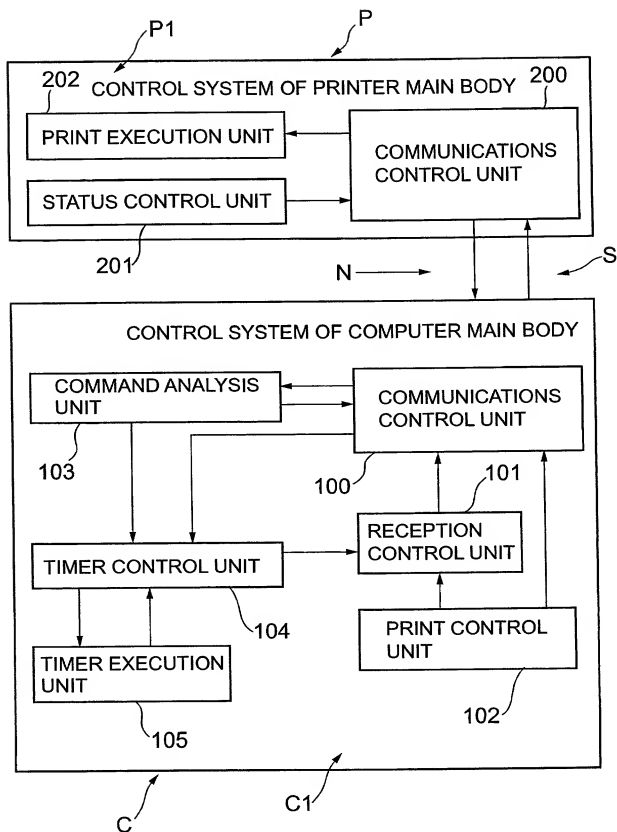 P1
P
202
CONTROL SYSTEM OF PRINTER MAIN BODY
200
PRINT EXECUTION UNIT
COMMUNICATIONS
CONTROL UNIT
STATUS CONTROL UNIT
201
N
S
CONTROL SYSTEM OF COMPUTER MAIN BODY
COMMAND ANALYSIS
UNIT
COMMUNICATIONS
CONTROL UNIT
103
100
101
RECEPTION
CONTROL UNIT
TIMER CONTROL UNIT
104
PRINT CONTROL
UNIT
TIMER EXECUTION
UNIT
105
102
C
C1